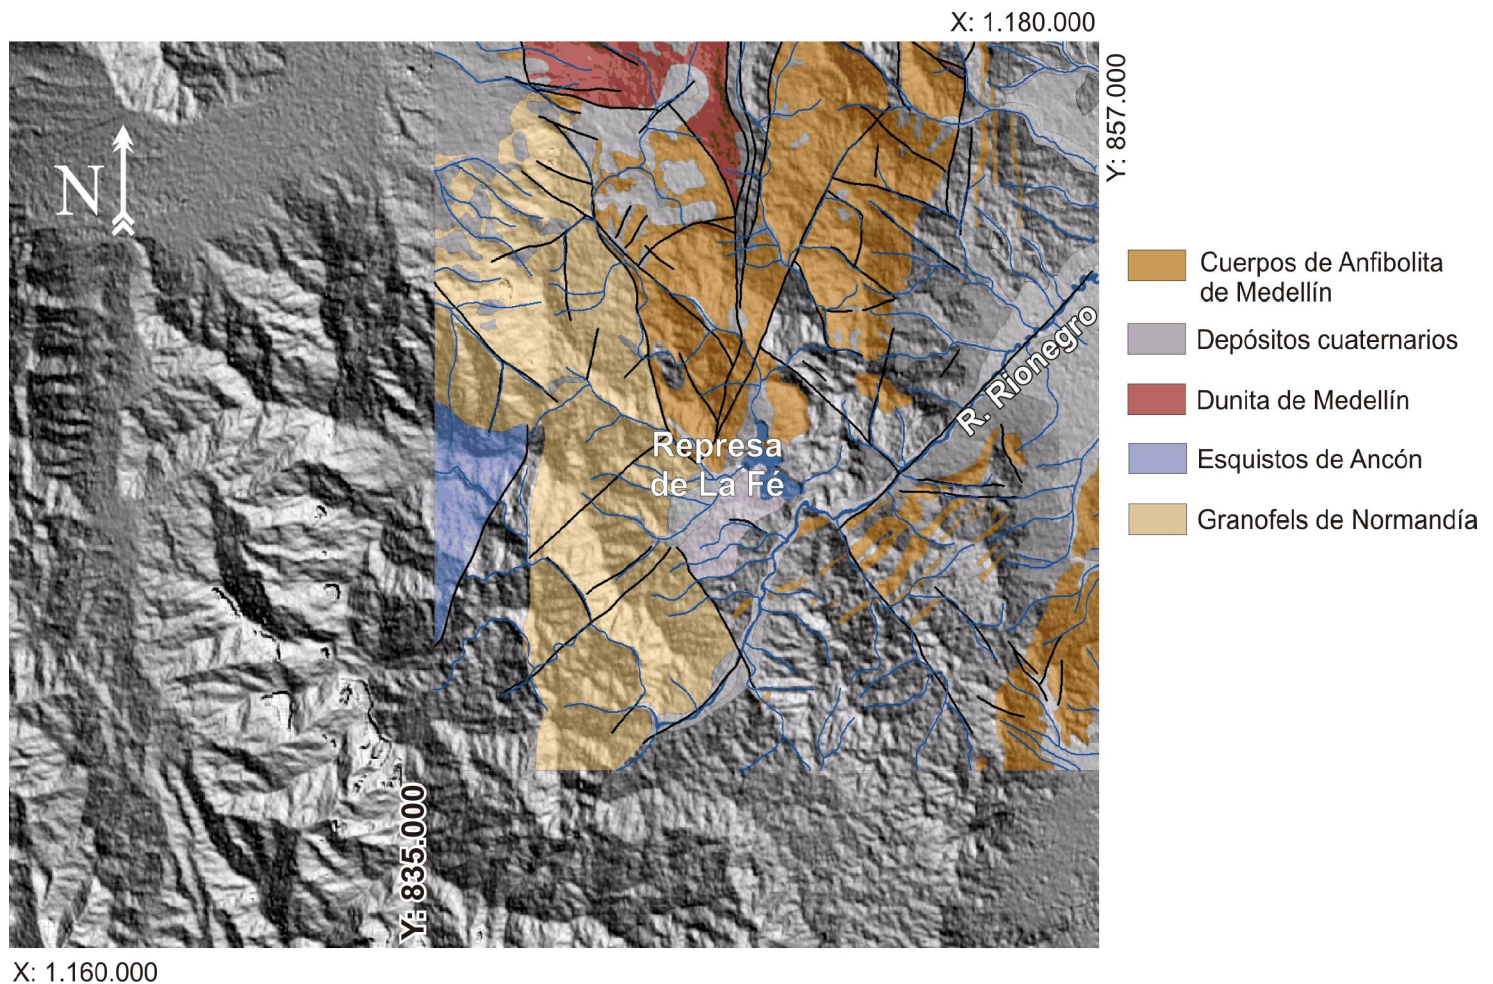 X: 1.180.000
Y: 857.000
N
Cuerpos de Anfibolita
de Medellín
Depósitos cuaternarios
R. Rionegro
Dunita de Medellín
Represa
de La Fé
Esquistos de Ancón
Granofels de Normandía
Y: 835.000
X: 1.160.000